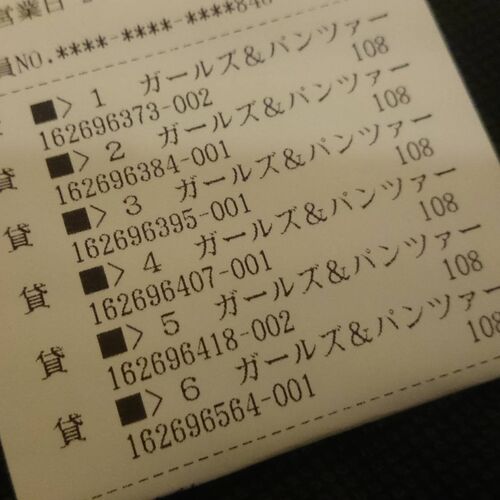 営業日
員NO.****-****-****846
貸 ■> 1 ガールズ&パンツァー
162696373-002 108
貸 ■> 2 ガールズ&パンツァー
162696384-001 108
貸 ■> 3 ガールズ&パンツァー
162696395-001 108
貸 ■> 4 ガールズ&パンツァー
162696407-001 108
貸 ■> 5 ガールズ&パンツァー
162696418-002 108
貸 ■> 6 ガールズ&パンツァー
162696564-001 108